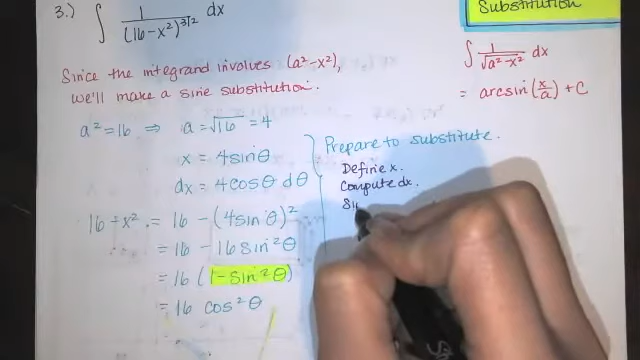 Substitution
3.) ∫ 1/(16-x²)^3/2 dx
∫ 1/√(a²-x²) dx
= arcsin(x/a) + C
Since the integrand involves (a²-x²),
we'll make a sine substitution.
a² = 16 ⇒ a = √16 = 4
x = 4sinθ
dx = 4cosθ dθ
16 - x² = 16 - (4sinθ)²
= 16 - 16sin²θ
= 16 (1-sin²θ)
= 16 cos²θ
Prepare to substitute.
Define x.
Compute dx.